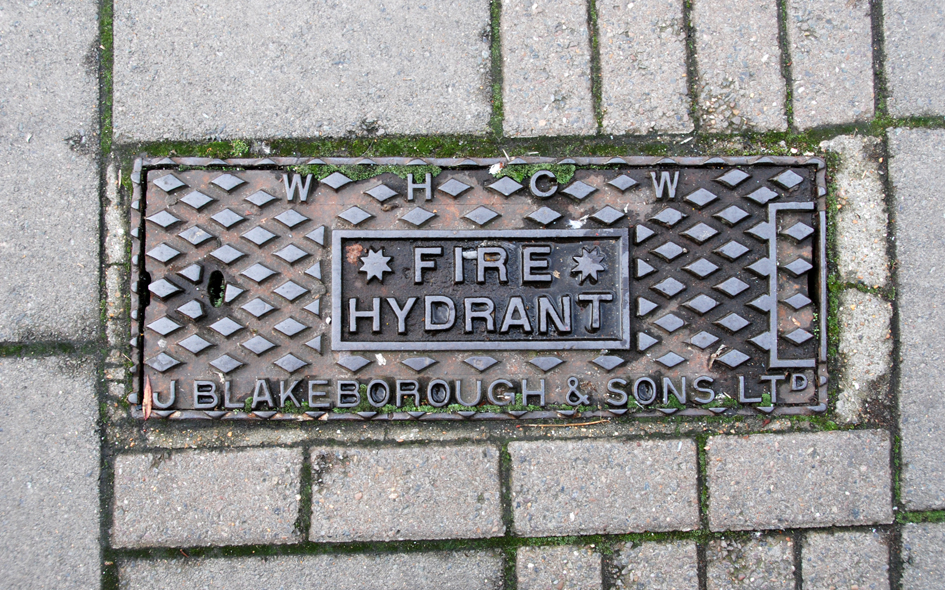 W H C W
FIRE
HYDRANT
J BLAKEBOROUGH & SONS LTD